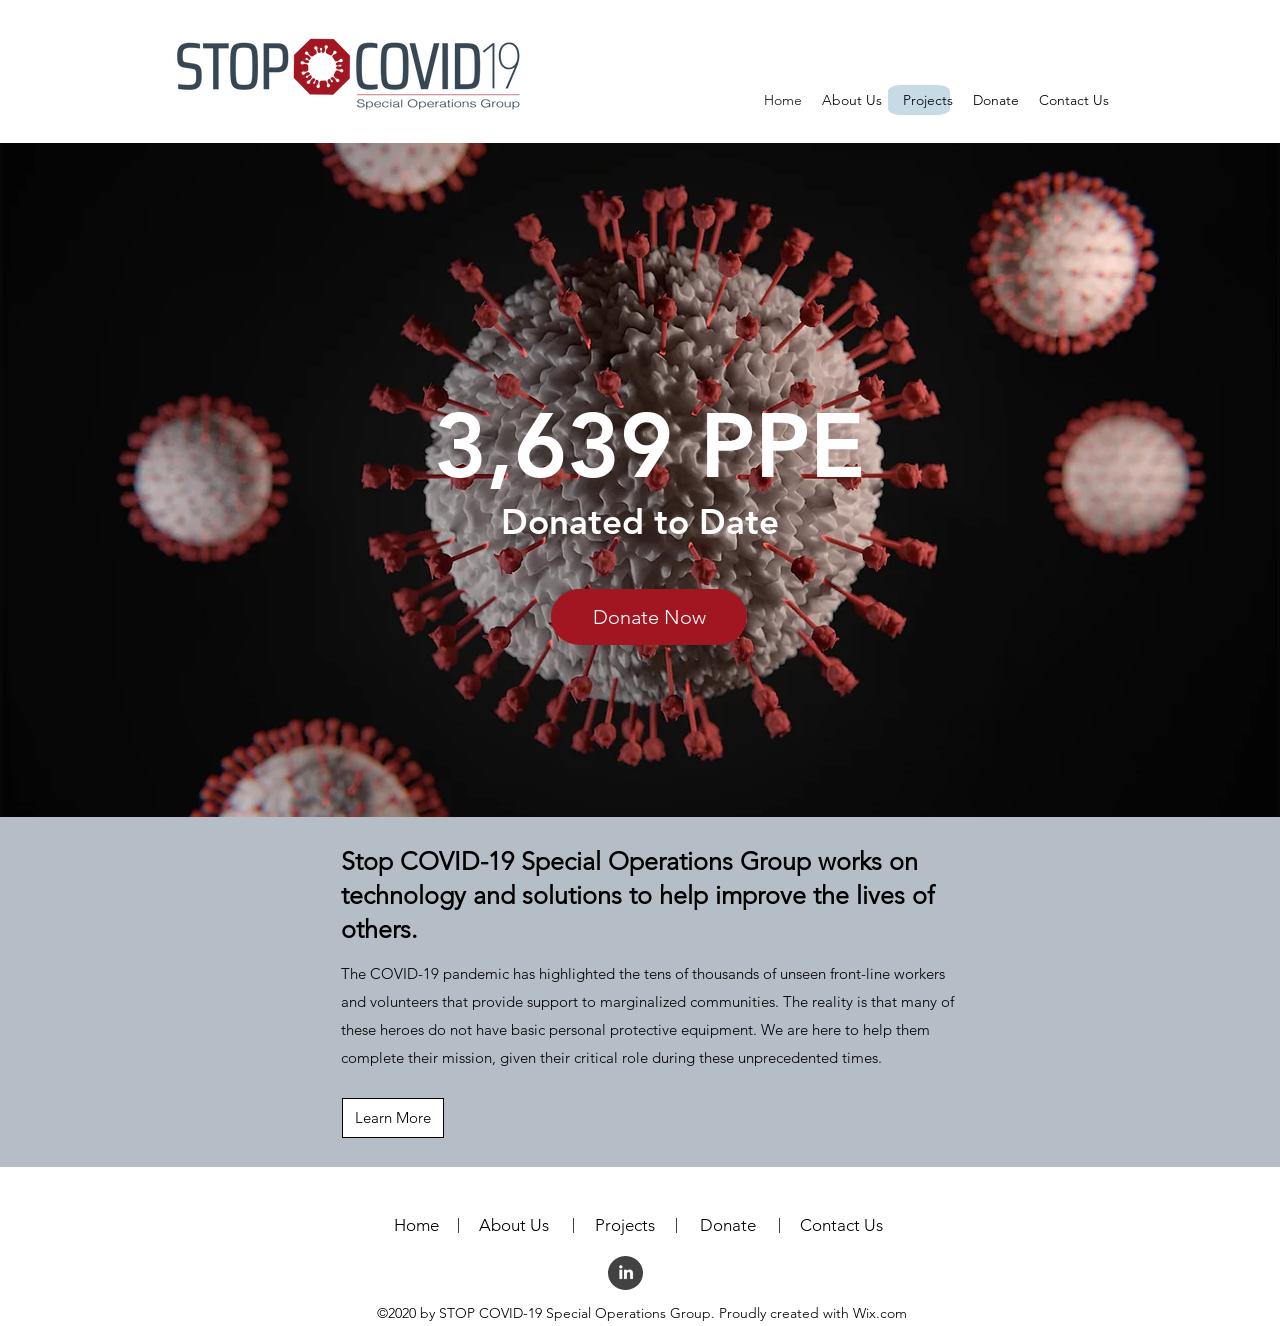 STOP COVID19
Special Operations Group
Home About Us Projects Donate Contact Us
3,639 PPE
Donated to Date
Donate Now
Stop COVID-19 Special Operations Group works on
technology and solutions to help improve the lives of
others.
The COVID-19 pandemic has highlighted the tens of thousands of unseen front-line workers
and volunteers that provide support to marginalized communities. The reality is that many of
these heroes do not have basic personal protective equipment. We are here to help them
complete their mission, given their critical role during these unprecedented times.
Learn More
Home | About Us | Projects | Donate | Contact Us
in
©2020 by STOP COVID-19 Special Operations Group. Proudly created with Wix.com